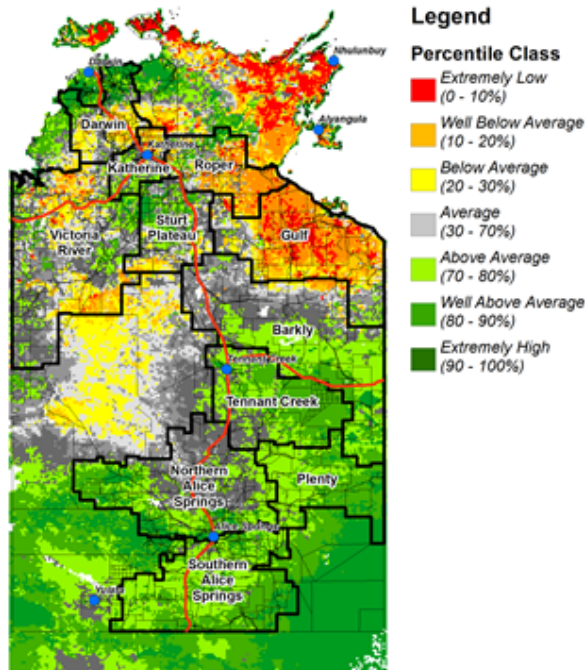 Legend
Percentile Class
Extremely Low
(0 - 10%)
Well Below Average
(10 - 20%)
Below Average
(20 - 30%)
Average
(30 - 70%)
Above Average
(70 - 80%)
Well Above Average
(80 - 90%)
Extremely High
(90 - 100%)
Darwin
Nhulunbuy
Alyangula
Darwin
Katherine
Katherine
Roper
Sturt
Plateau
Victoria
River
Gulf
Barkly
Tennant Creek
Tennant Creek
Northern
Alice
Springs
Plenty
Alice Springs
Southern
Alice
Springs
Yulara